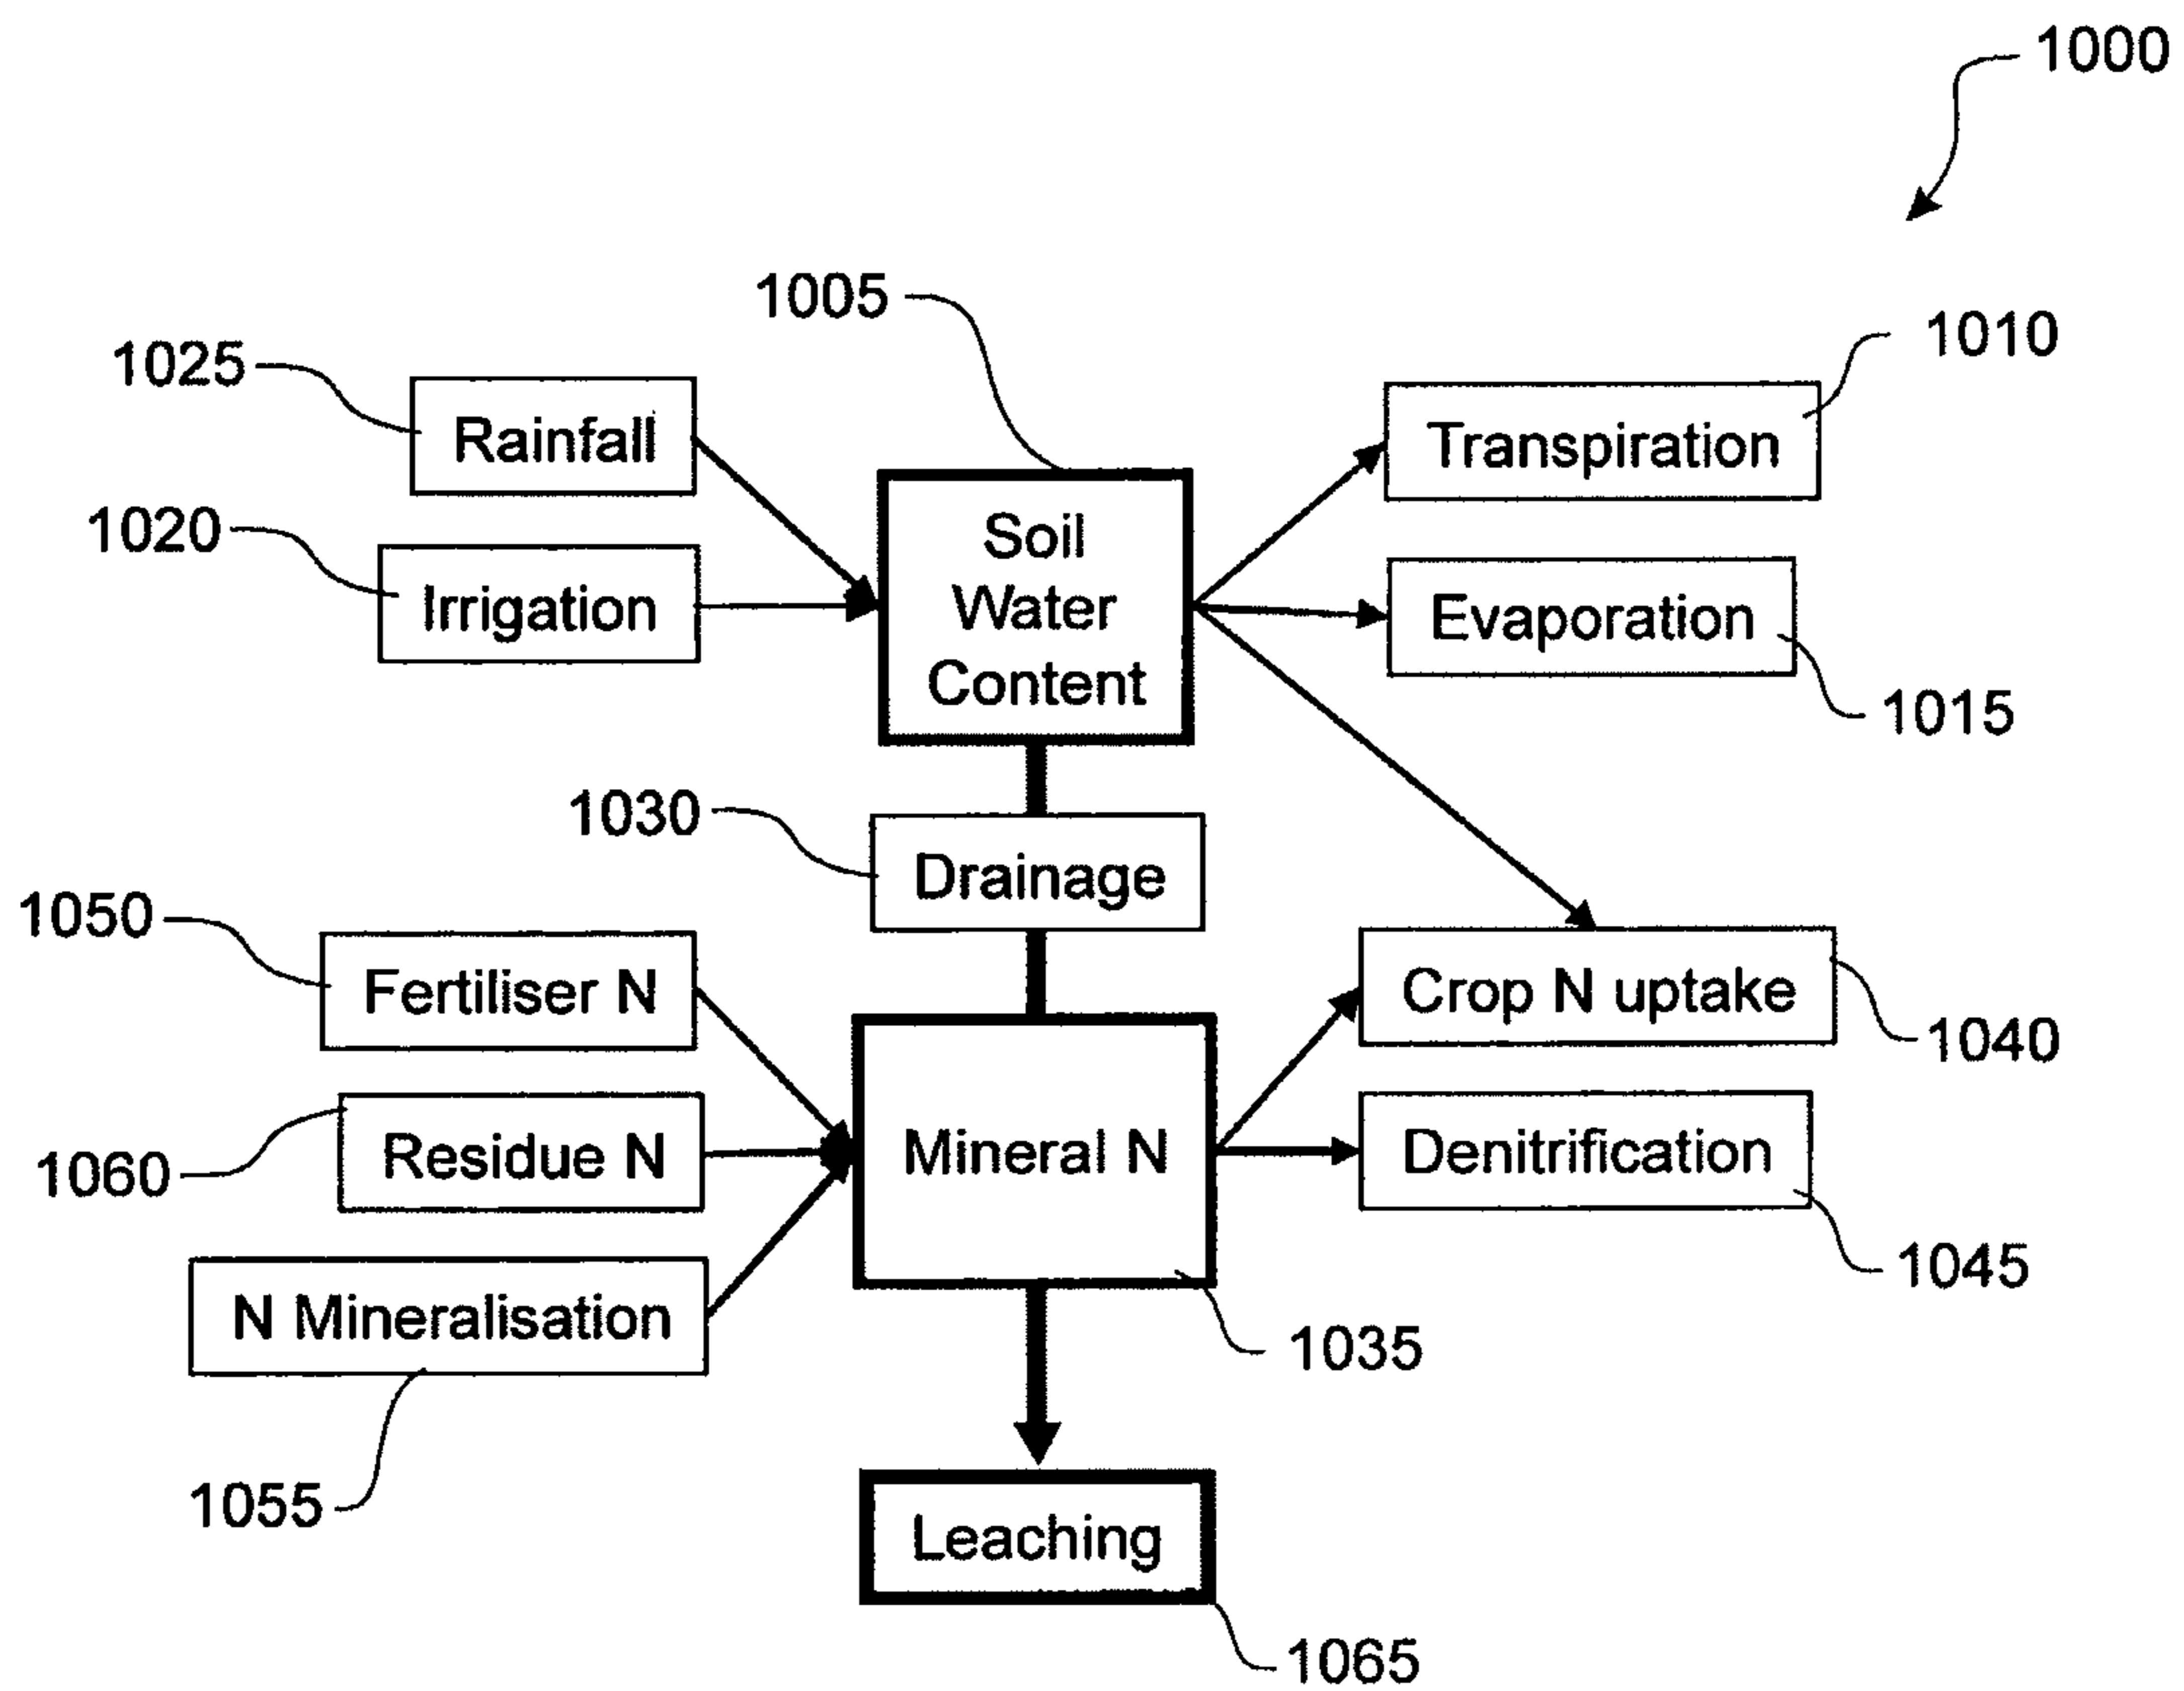 1000
1005
1010
1025
Rainfall
Transpiration
1020
Soil
Water
Content
Irrigation
Evaporation
1015
1030
Drainage
1050
Fertiliser N
Crop N uptake
1040
1060
Residue N
Mineral N
Denitrification
1045
N Mineralisation
1035
1055
Leaching
1065